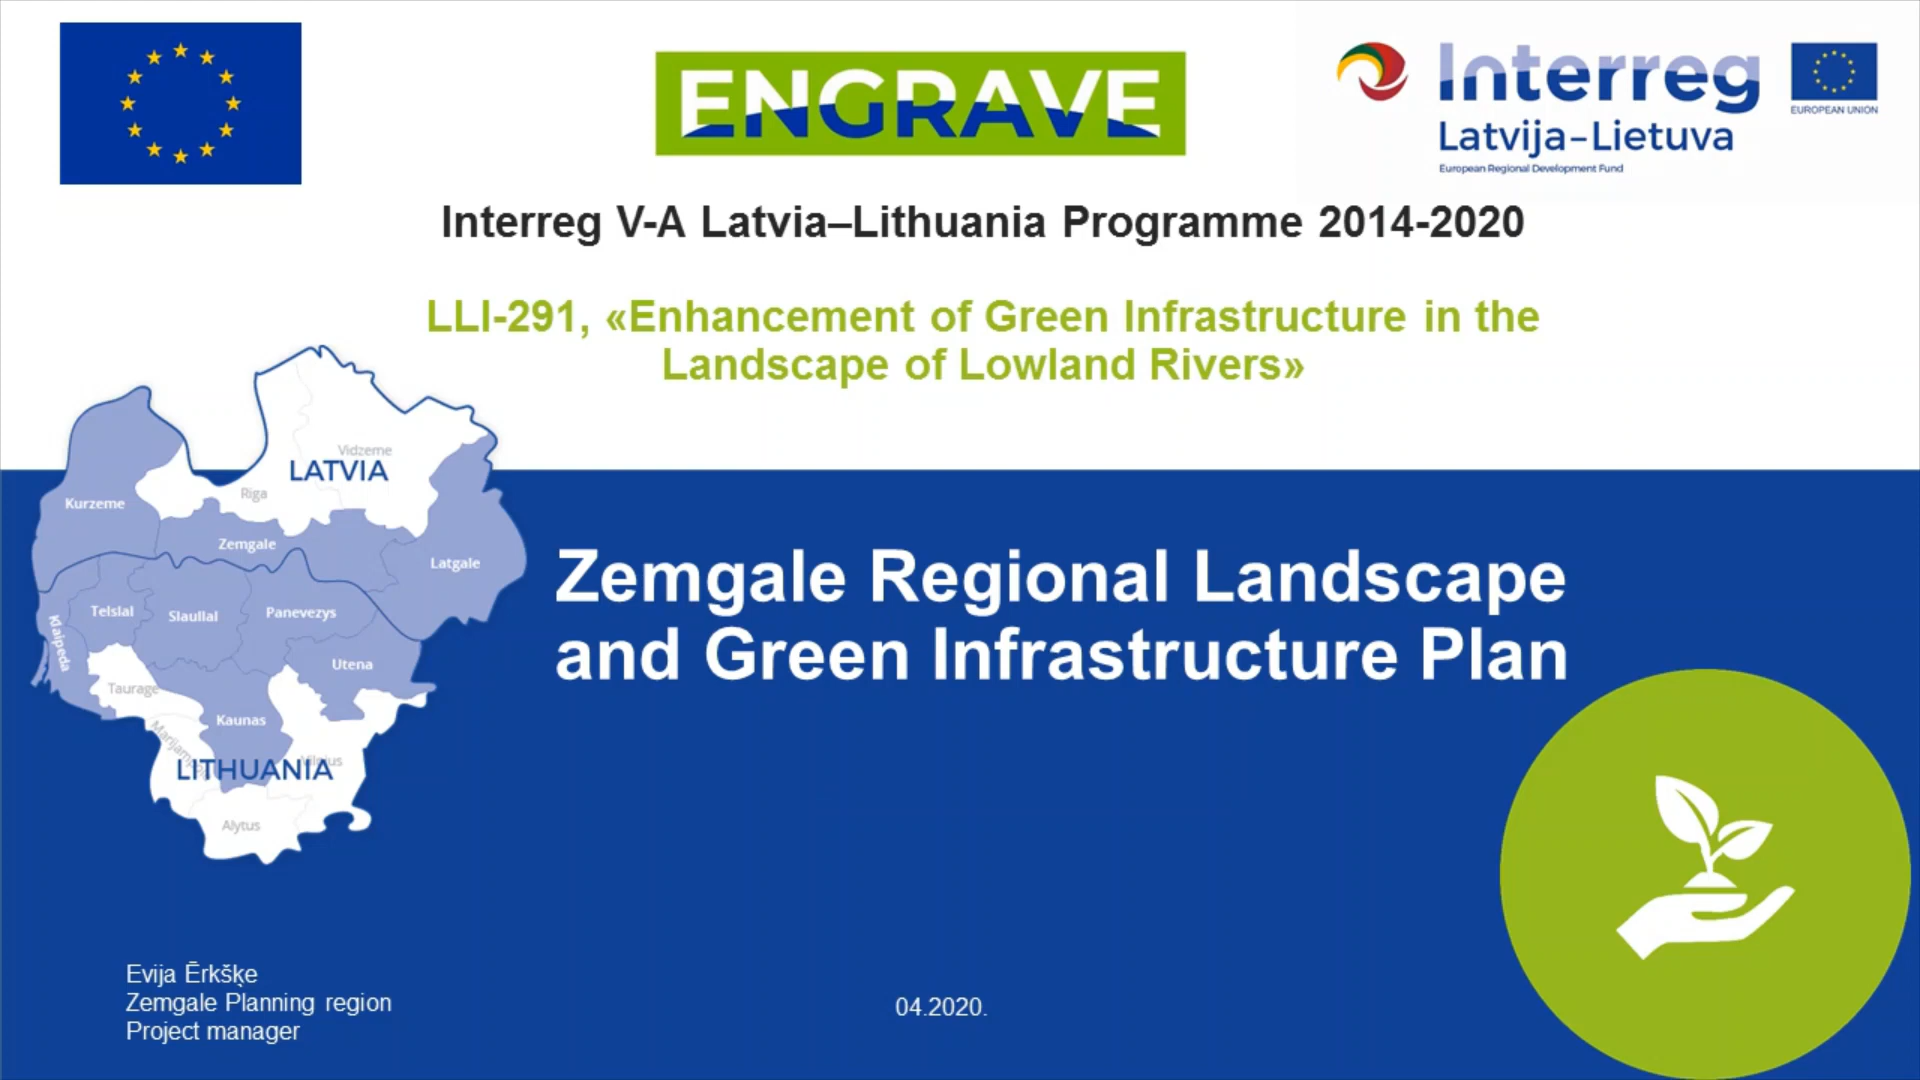 ENGRAVE
Interreg
EUROPEAN UNION
Latvija–Lietuva
European Regional Development Fund
Interreg V-A Latvia–Lithuania Programme 2014-2020
LLI-291, «Enhancement of Green Infrastructure in the
Landscape of Lowland Rivers»
Vidzeme
LATVIA
Riga
Kurzeme
Zemgale
Latgale
Telsiai
Siauliai
Panevezys
Klaipeda
Utena
Taurage
Kaunas
Vilnius
LITHUANIA
Alytus
Zemgale Regional Landscape
and Green Infrastructure Plan
Evija Ērkšķe
Zemgale Planning region
Project manager
04.2020.